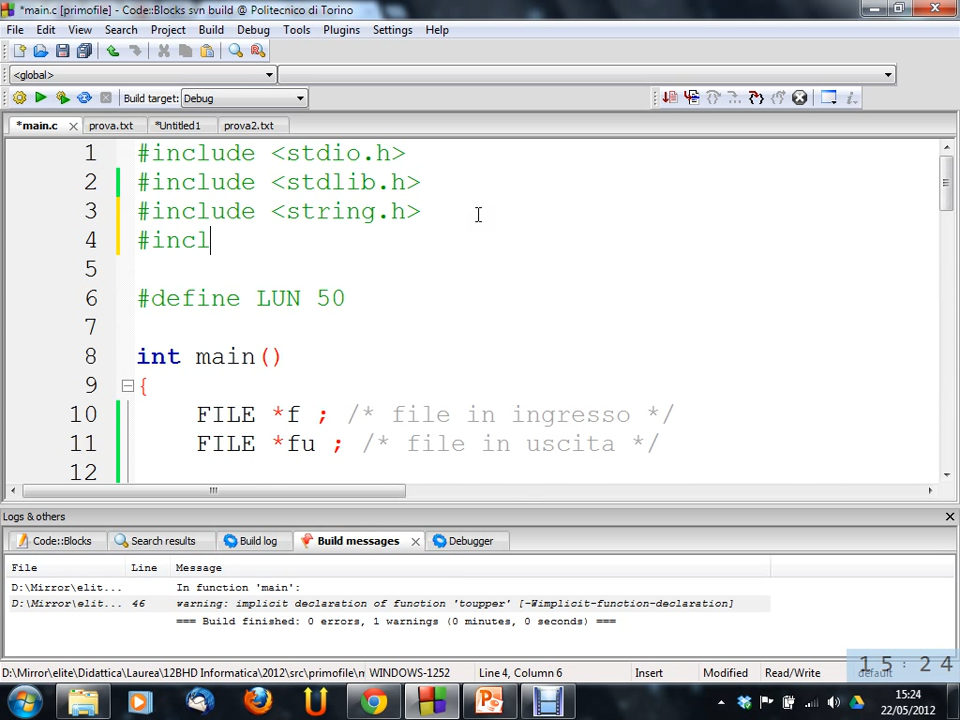 *main.c [primofile] - Code::Blocks svn build @ Politecnico di Torino
File Edit View Search Project Build Debug Tools Plugins Settings Help
<global>
Build target: Debug
*main.c prova.txt *Untitled1 prova2.txt
1 #include <stdio.h>
2 #include <stdlib.h>
3 #include <string.h>
4 #incl
5
6 #define LUN 50
7
8 int main()
9 {
10 FILE *f ; /* file in ingresso */
11 FILE *fu ; /* file in uscita */
12
Logs & others
Code::Blocks Search results Build log Build messages Debugger
File Line Message
D:\Mirror\elit... In function 'main':
D:\Mirror\elit... 46 warning: implicit declaration of function 'toupper' [-Wimplicit-function-declaration]
=== Build finished: 0 errors, 1 warnings (0 minutes, 0 seconds) ===
D:\Mirror\elite\Didattica\Laurea\12BHD Informatica\2012\src\primofile\m WINDOWS-1252 Line 4, Column 6 Insert Modified Read/Write default
15:24
15:24
22/05/2012